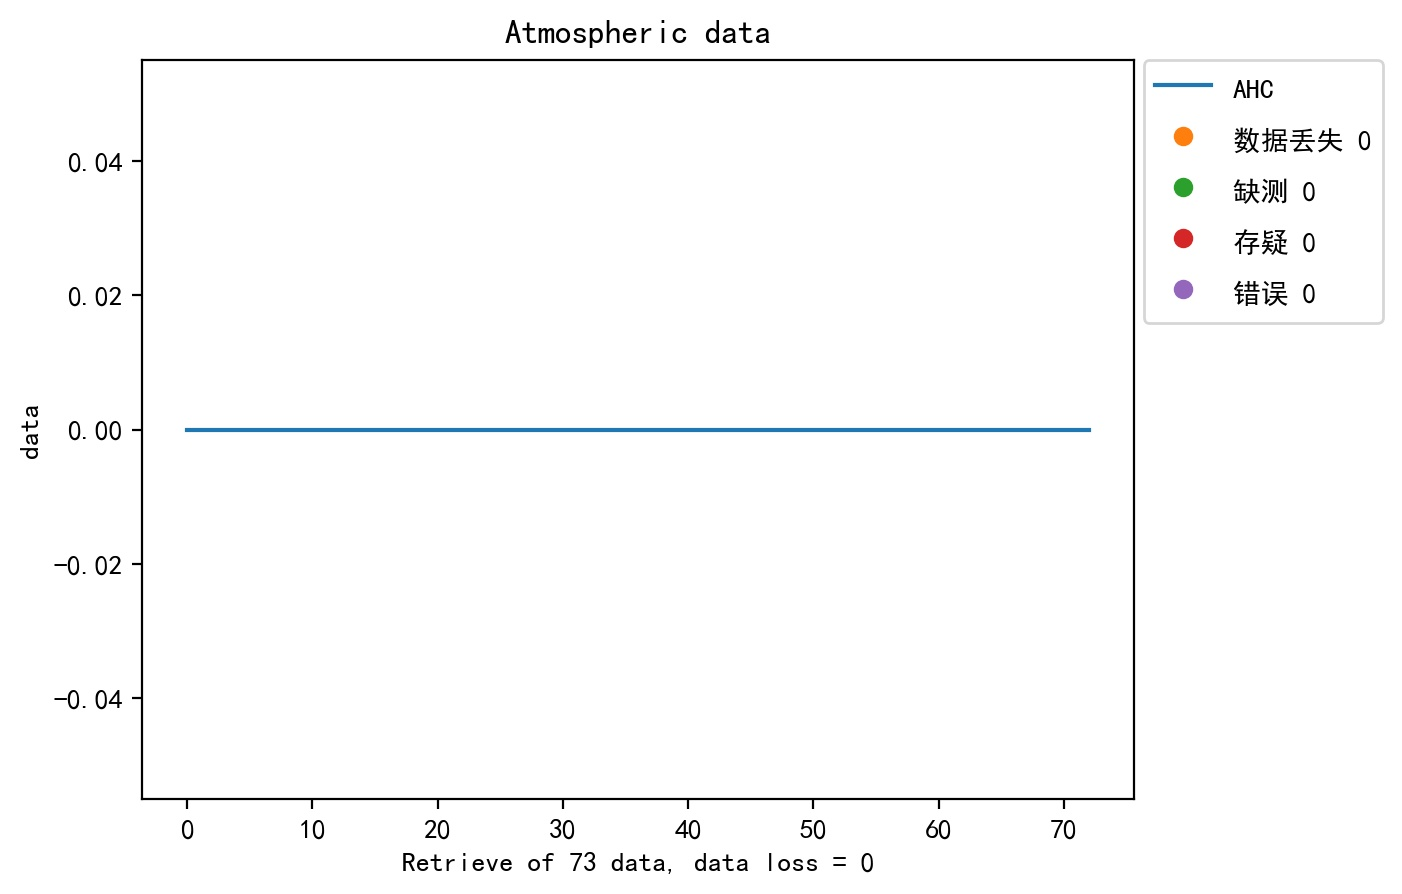 Atmospheric data
AHC
数据丢失 0
缺测 0
存疑 0
错误 0
0.04
0.02
0.00
-0.02
-0.04
data
0 10 20 30 40 50 60 70
Retrieve of 73 data, data loss = 0